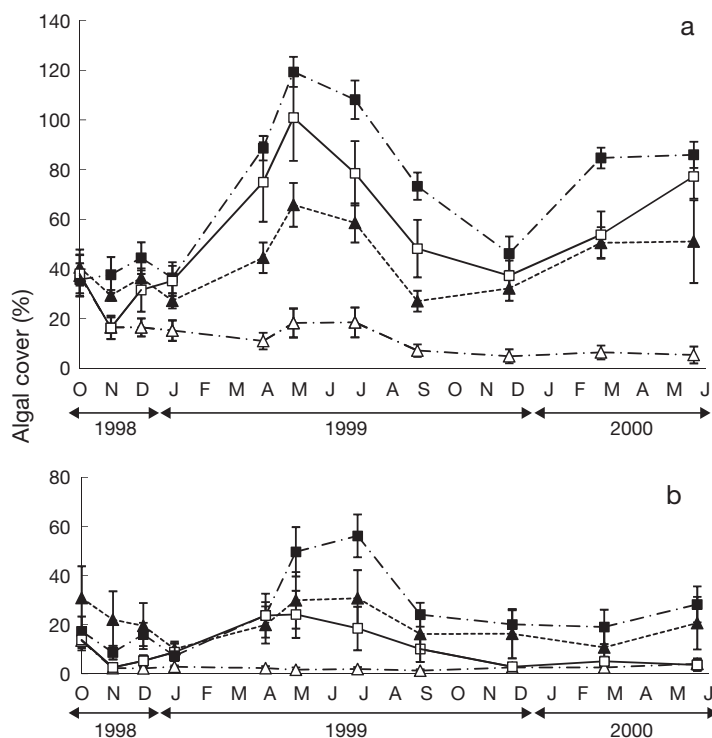 a
140
120
100
80
60
40
20
0
O N D J F M A M J J A S O N D J F M A M J
1998 1999 2000
Algal cover (%)
b
80
60
40
20
0
O N D J F M A M J J A S O N D J F M A M J
1998 1999 2000